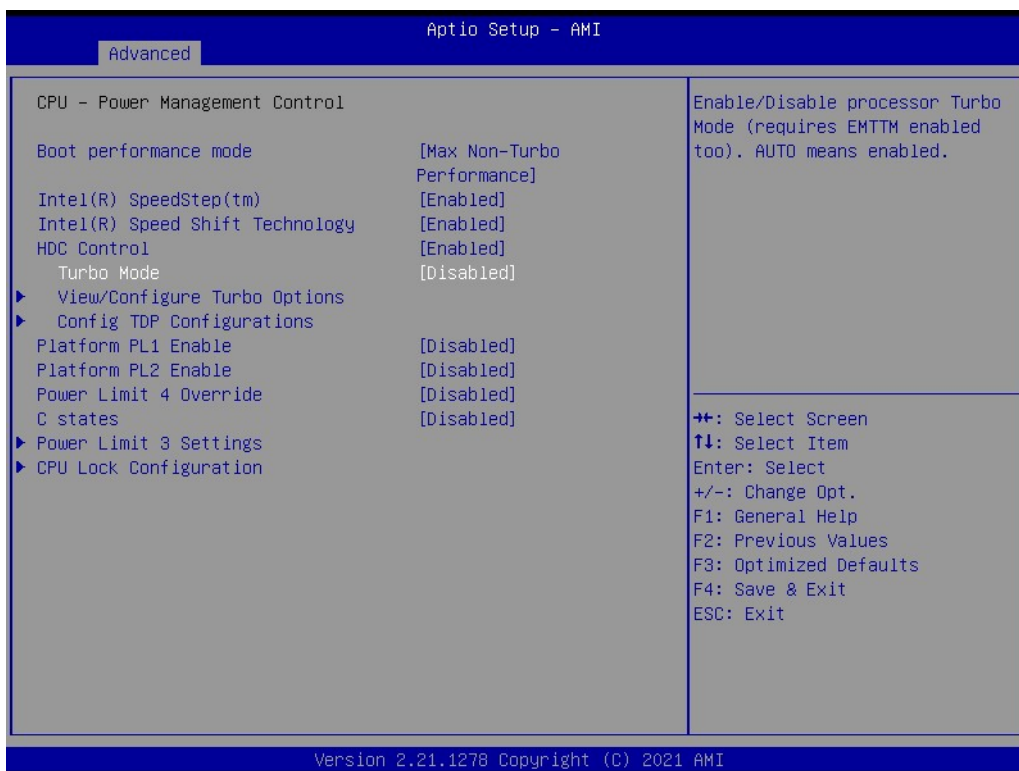 Aptio Setup - AMI
Advanced
CPU - Power Management Control
Boot performance mode [Max Non-Turbo
Performance]
Intel(R) SpeedStep(tm) [Enabled]
Intel(R) Speed Shift Technology [Enabled]
HDC Control [Enabled]
Turbo Mode [Disabled]
View/Configure Turbo Options
Config TDP Configurations
Platform PL1 Enable [Disabled]
Platform PL2 Enable [Disabled]
Power Limit 4 Override [Disabled]
C states [Disabled]
Power Limit 3 Settings
CPU Lock Configuration
Enable/Disable processor Turbo
Mode (requires EMTTM enabled
too). AUTO means enabled.
→←: Select Screen
↑↓: Select Item
Enter: Select
+/-: Change Opt.
F1: General Help
F2: Previous Values
F3: Optimized Defaults
F4: Save & Exit
ESC: Exit
Version 2.21.1278 Copyright (C) 2021 AMI